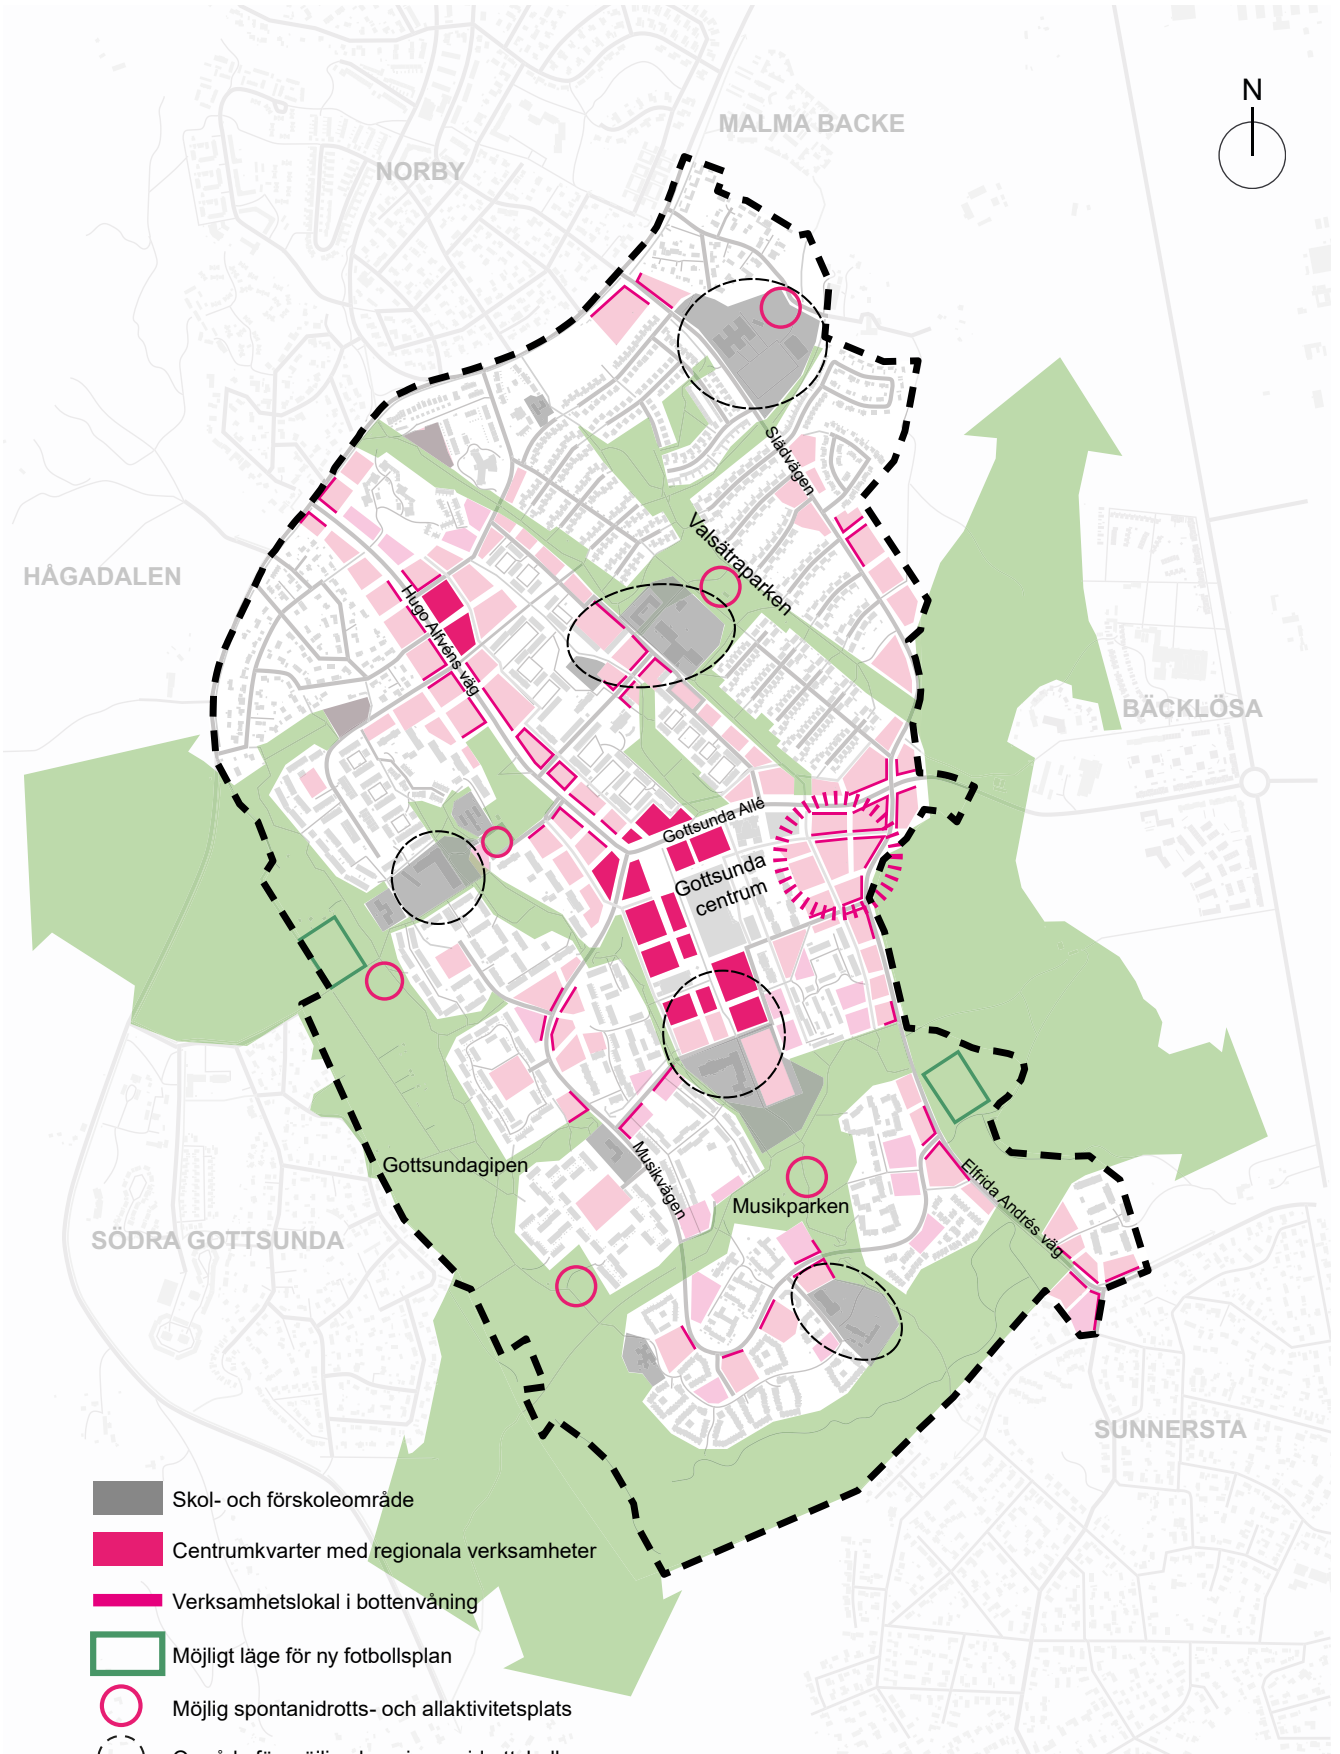 N
MALMA BACKE
NORBY
Slädvägen
Valsätraparken
HÅGADALEN
Hugo Alfvéns väg
BÄCKLÖSA
Gottsunda Allé
Gottsunda
centrum
Gottsundagipen
Musikvägen
Musikparken
Elfrida Andrés väg
SÖDRA GOTTSUNDA
SUNNERSTA
Skol- och förskoleområde
Centrumkvarter med regionala verksamheter
Verksamhetslokal i bottenvåning
Möjligt läge för ny fotbollsplan
Möjlig spontanidrotts- och allaktivitetsplats